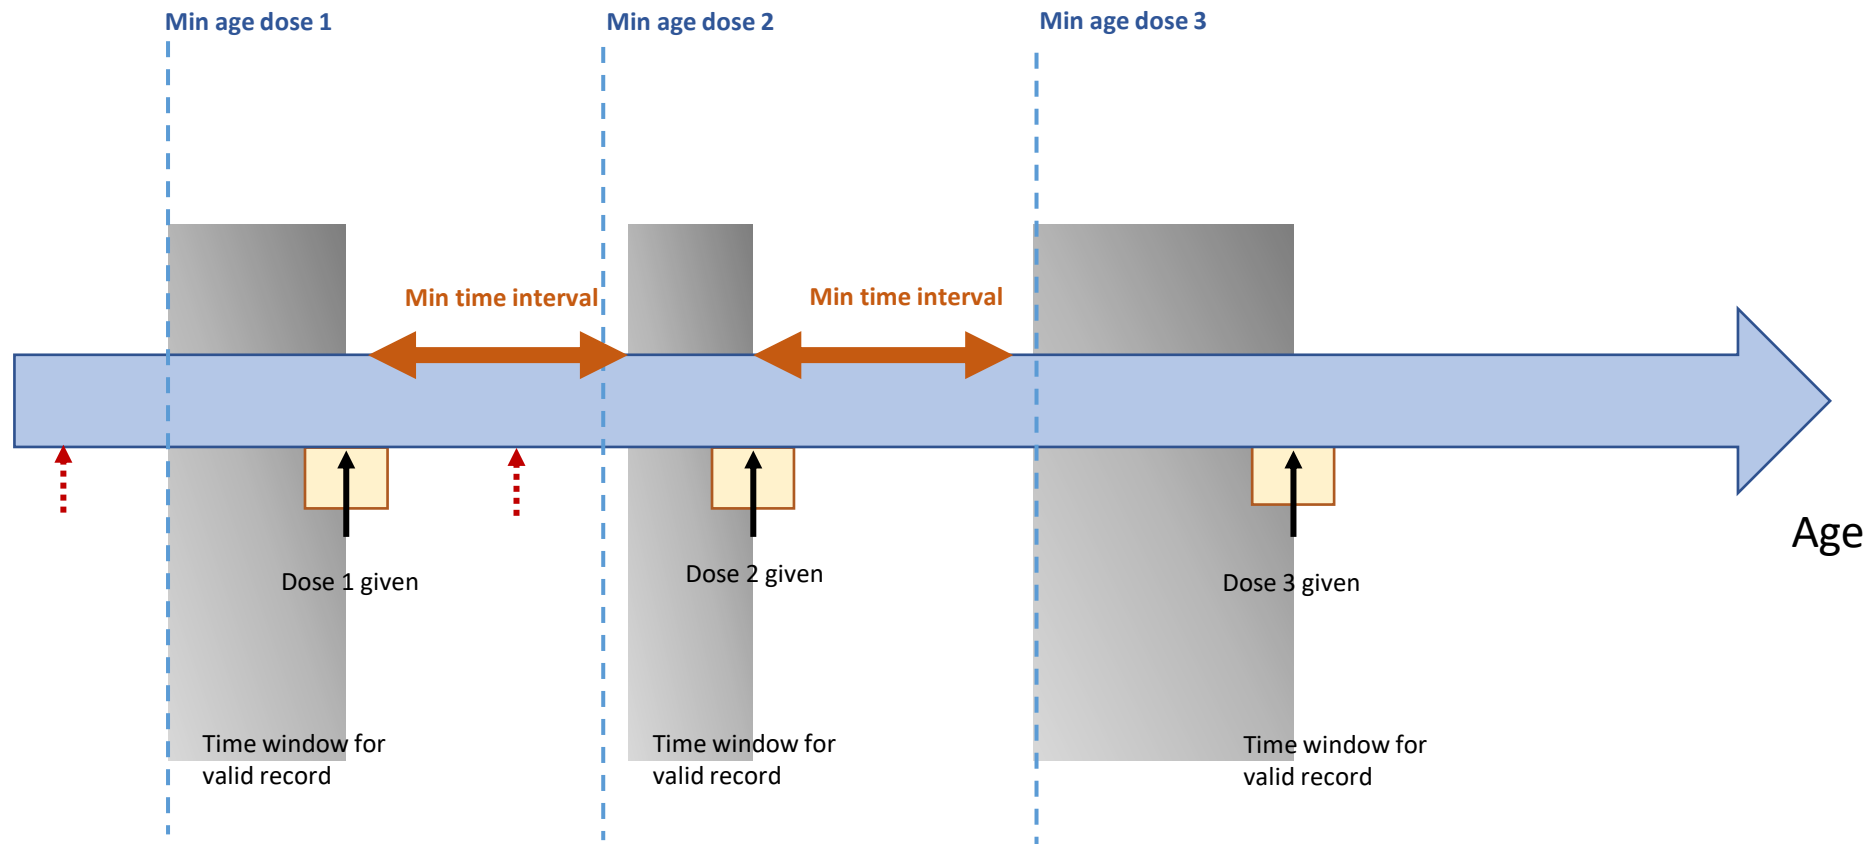 Min age dose 1
Min age dose 2
Min age dose 3
Min time interval
Min time interval
Age
Dose 1 given
Dose 2 given
Dose 3 given
Time window for
valid record
Time window for
valid record
Time window for
valid record